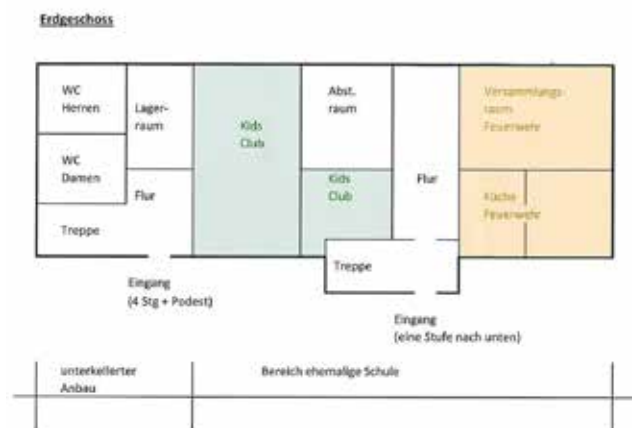 Erdgeschoss
WC
Herren
Lager-
raum
Kids
Club
Abst.
raum
Versammlungs-
raum
Feuerwehr
WC
Damen
Flur
Kids
Club
Flur
Küche
Feuerwehr
Treppe
Treppe
Eingang
(4 Stg + Podest)
Eingang
(eine Stufe nach unten)
unterkellerter
Anbau
Bereich ehemalige Schule